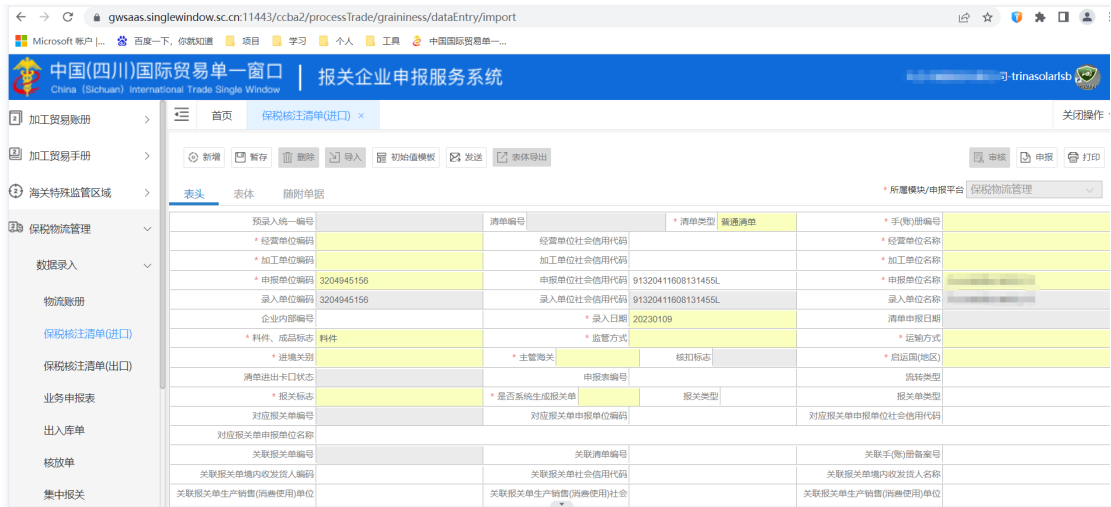 gwsaas.singlewindow.sc.cn:11443/ccba2/processTrade/graininess/dataEntry/import
Microsoft 帐户 |... 百度一下，你就知道 项目 学习 个人 工具 中国国际贸易单一...
中国(四川)国际贸易单一窗口 | 报关企业申报服务系统
China (Sichuan) International Trade Single Window
司-trinasolarlsb
加工贸易账册
加工贸易手册
海关特殊监管区域
保税物流管理
数据录入
物流账册
保税核注清单(进口)
保税核注清单(出口)
业务申报表
出入库单
核放单
集中报关
首页 保税核注清单(进口) × 关闭操作
新增 暂存 删除 导入 初始值模板 发送 表体导出 审核 申报 打印
表头 表体 随附单据 * 所属模块/申报平台 保税物流管理
预录入统一编号 清单编号 * 清单类型 普通清单 * 手(账)册编号
* 经营单位编码 经营单位社会信用代码 * 经营单位名称
* 加工单位编码 加工单位社会信用代码 * 加工单位名称
* 申报单位编码 3204945156 申报单位社会信用代码 91320411608131455L * 申报单位名称
录入单位编码 3204945156 录入单位社会信用代码 91320411608131455L 录入单位名称
企业内部编号 * 录入日期 20230109 清单申报日期
* 料件、成品标志 料件 * 监管方式 * 运输方式
* 进境关别 * 主管海关 核扣标志 * 启运国(地区)
清单进出卡口状态 申报表编号 流转类型
* 报关标志 * 是否系统生成报关单 报关类型 报关单类型
对应报关单编号 对应报关单申报单位编码 对应报关单申报单位社会信用代码
对应报关单申报单位名称
关联报关单编号 关联清单编号 关联手(账)册备案号
关联报关单境内收发货人编码 关联报关单社会信用代码 关联报关单境内收发货人名称
关联报关单生产销售(消费使用)单位 关联报关单生产销售(消费使用)社会 关联报关单生产销售(消费使用)单位